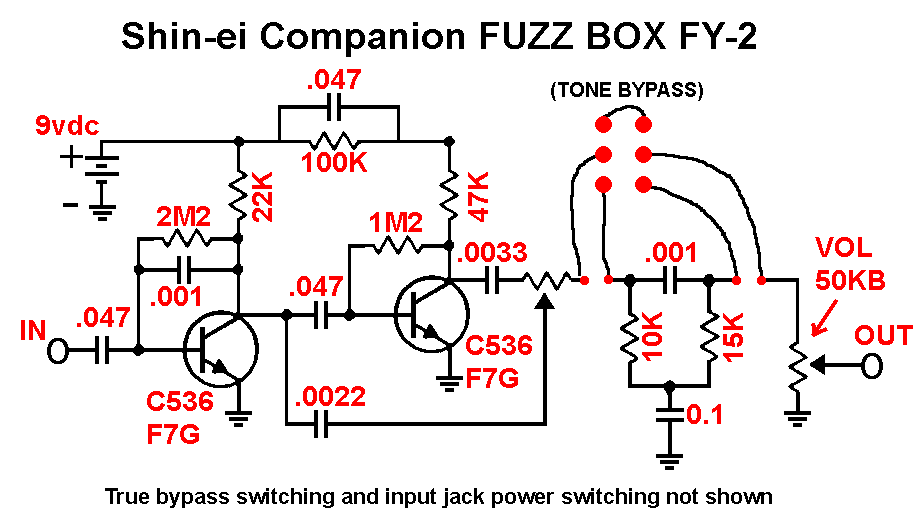 Shin-ei Companion FUZZ BOX FY-2
.047
(TONE BYPASS)
9vdc
+
-
100K
22K
47K
2M2
1M2
.001
.047
.0033
.001
VOL
50KB
IN
.047
10K
15K
OUT
C536
F7G
C536
F7G
.0022
0.1
True bypass switching and input jack power switching not shown